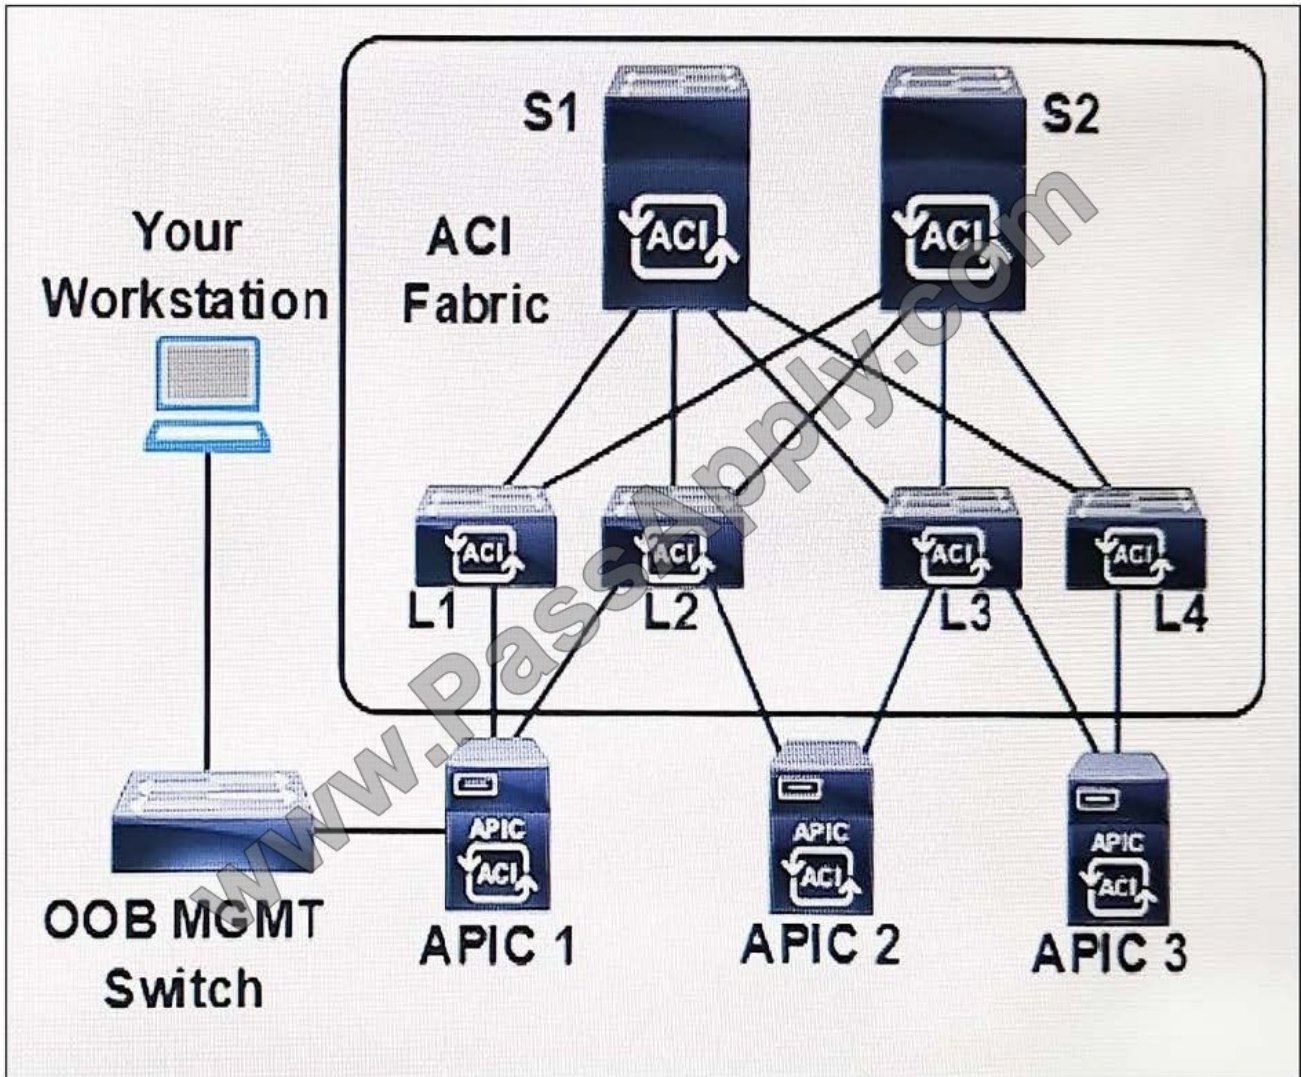 S1
S2
Your
Workstation
ACI
Fabric
ACI
ACI
ACI
ACI
ACI
ACI
L1
L2
L3
L4
APIC
ACI
APIC
ACI
APIC
ACI
OOB MGMT
Switch
APIC 1
APIC 2
APIC 3
www.PassApply.com